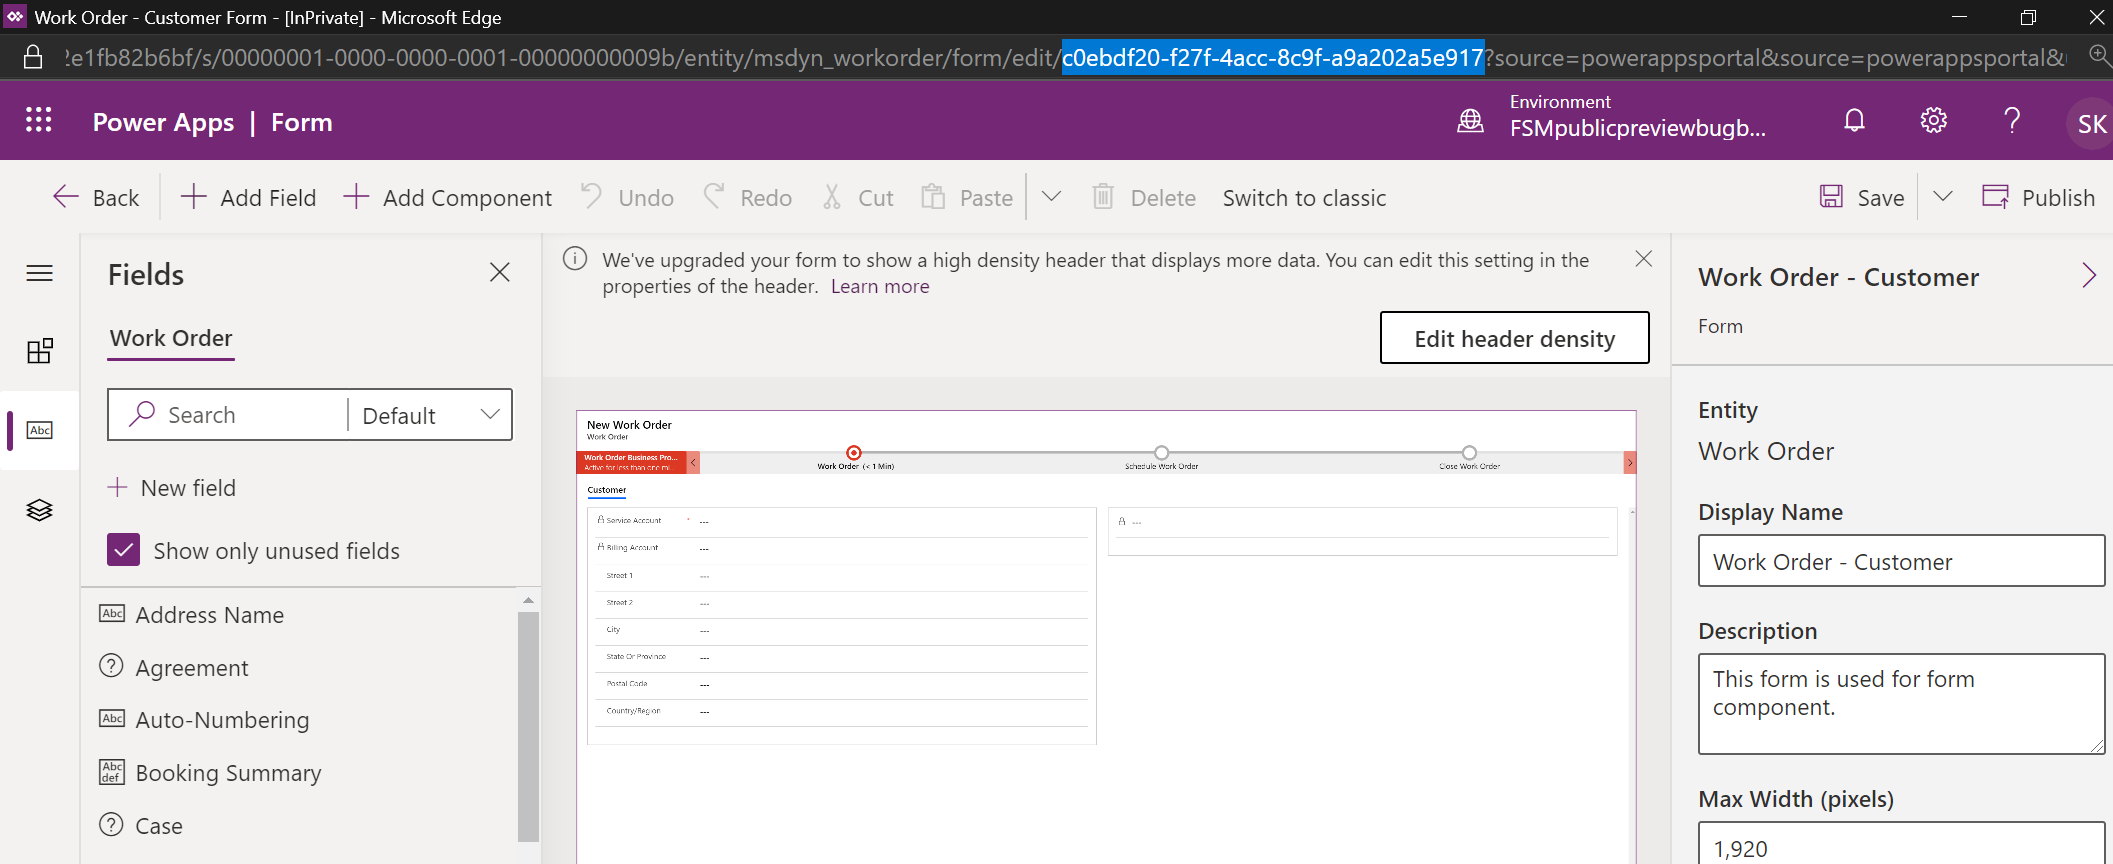 Work Order - Customer Form - [InPrivate] - Microsoft Edge
2e1fb82b6bf/s/00000001-0000-0000-0001-00000000009b/entity/msdyn_workorder/form/edit/c0ebdf20-f27f-4acc-8c9f-a9a202a5e917?source=powerappsportal&source=powerappsportal&
Power Apps | Form
Environment
FSMpublicpreviewbugb...
SK
Back
Add Field
Add Component
Undo
Redo
Cut
Paste
Delete
Switch to classic
Save
Publish
Fields
Work Order
Search
Default
New field
Show only unused fields
Abc Address Name
Agreement
Abc Auto-Numbering
Abc def Booking Summary
Case
Abc
We've upgraded your form to show a high density header that displays more data. You can edit this setting in the
properties of the header. Learn more
Edit header density
New Work Order
Work Order
Work Order Business Pro...
Active for less than one mi...
Work Order (< 1 Min)
Schedule Work Order
Close Work Order
Customer
Service Account * ---
Billing Account ---
Street 1 ---
Street 2 ---
City ---
State Or Province ---
Postal Code ---
Country/Region ---
---
Work Order - Customer
Form
Entity
Work Order
Display Name
Work Order - Customer
Description
This form is used for form
component.
Max Width (pixels)
1,920